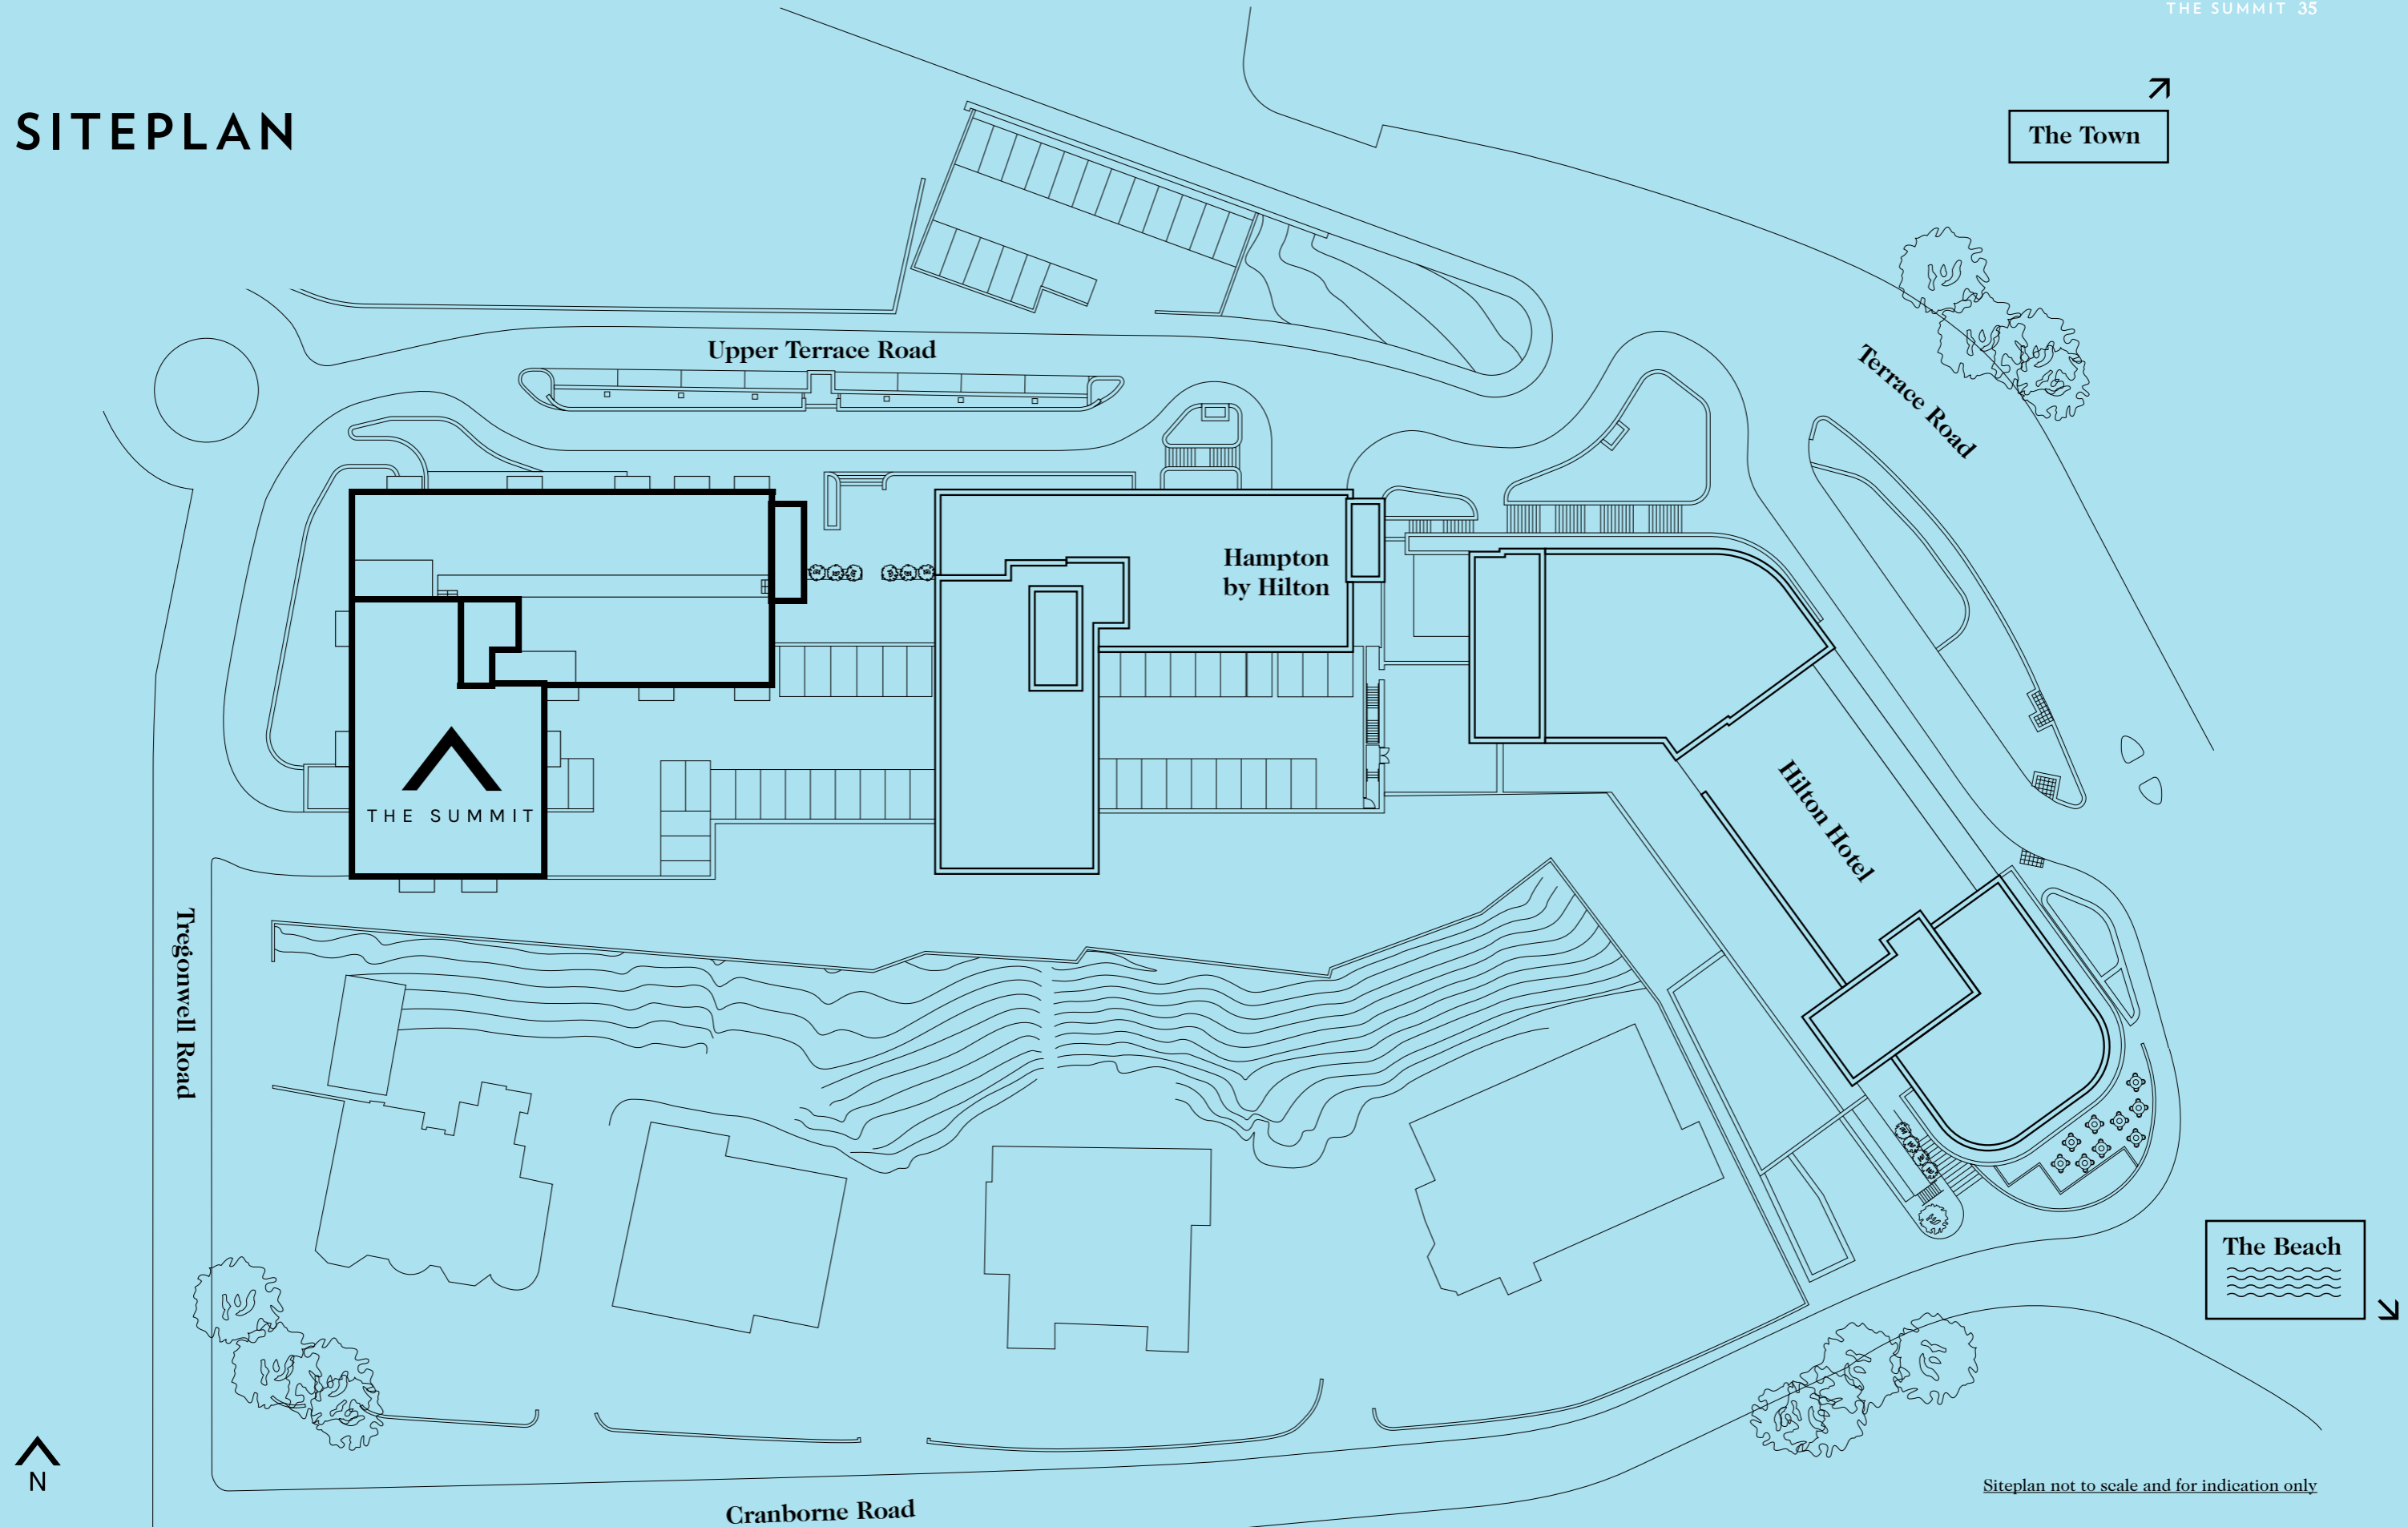 THE SUMMIT 35
SITEPLAN
The Town
Upper Terrace Road
Terrace Road
Hampton
by Hilton
THE SUMMIT
Hilton Hotel
Tregonwell Road
The Beach
N
Siteplan not to scale and for indication only
Cranborne Road